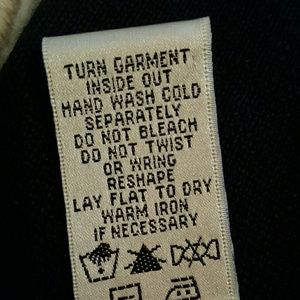 TURN GARMENT
INSIDE OUT
HAND WASH COLD
SEPARATELY
DO NOT BLEACH
DO NOT TWIST
OR WRING
RESHAPE
LAY FLAT TO DRY
WARM IRON
IF NECESSARY